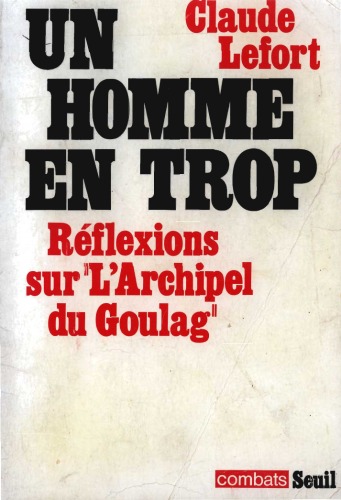 Claude
Lefort
UN
HOMME
EN TROP
Réflexions
sur "L'Archipel
du Goulag"
combats Seuil